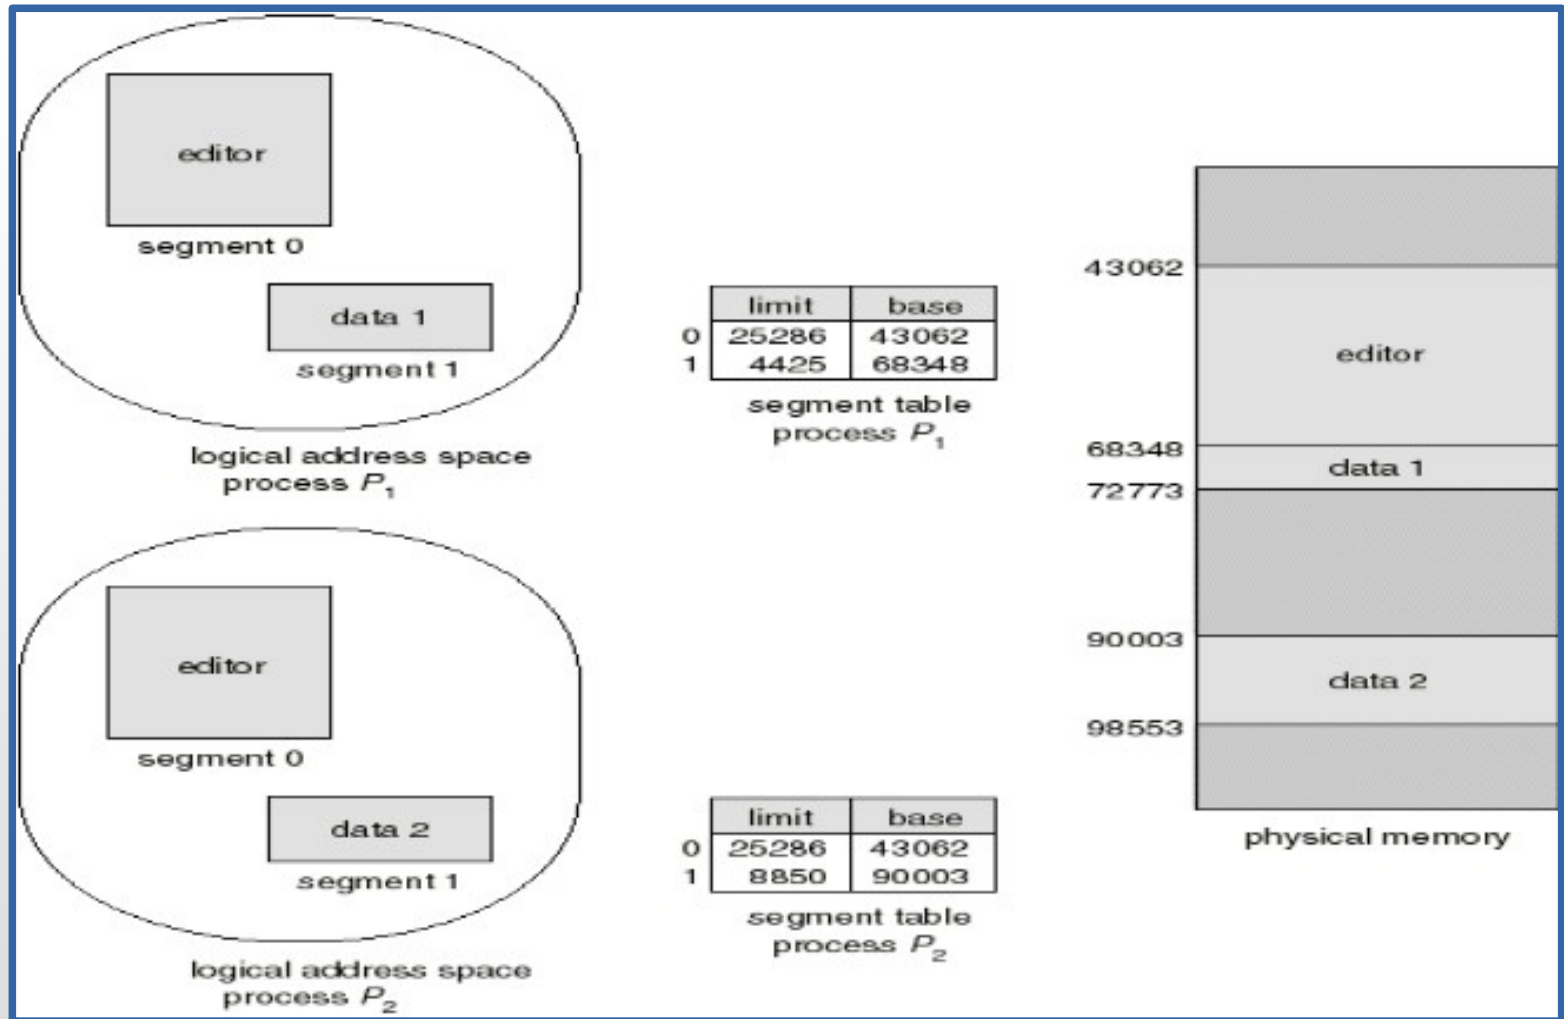 editor
segment 0
data 1
segment 1
logical address space
process P1
limit base
0 25286 43062
1 4425 68348
segment table
process P1
editor
segment 0
data 2
segment 1
logical address space
process P2
limit base
0 25286 43062
1 8850 90003
segment table
process P2
43062
editor
68348
data 1
72773
90003
data 2
98553
physical memory